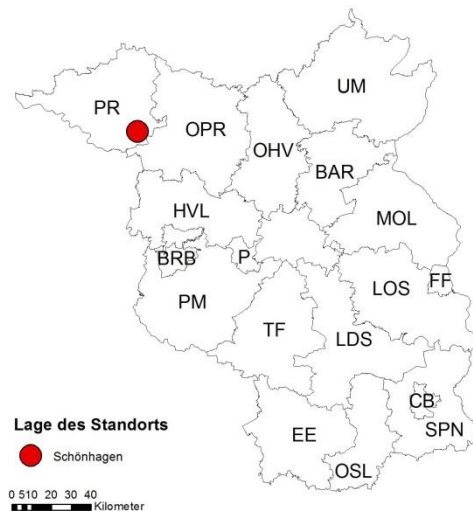 UM
PR
OPR
OHV
BAR
HVL
MOL
BRB
P
FF
LOS
PM
TF
LDS
CB
SPN
EE
OSL
Lage des Standorts
Schönhagen
0 5 10 20 30 40
Kilometer